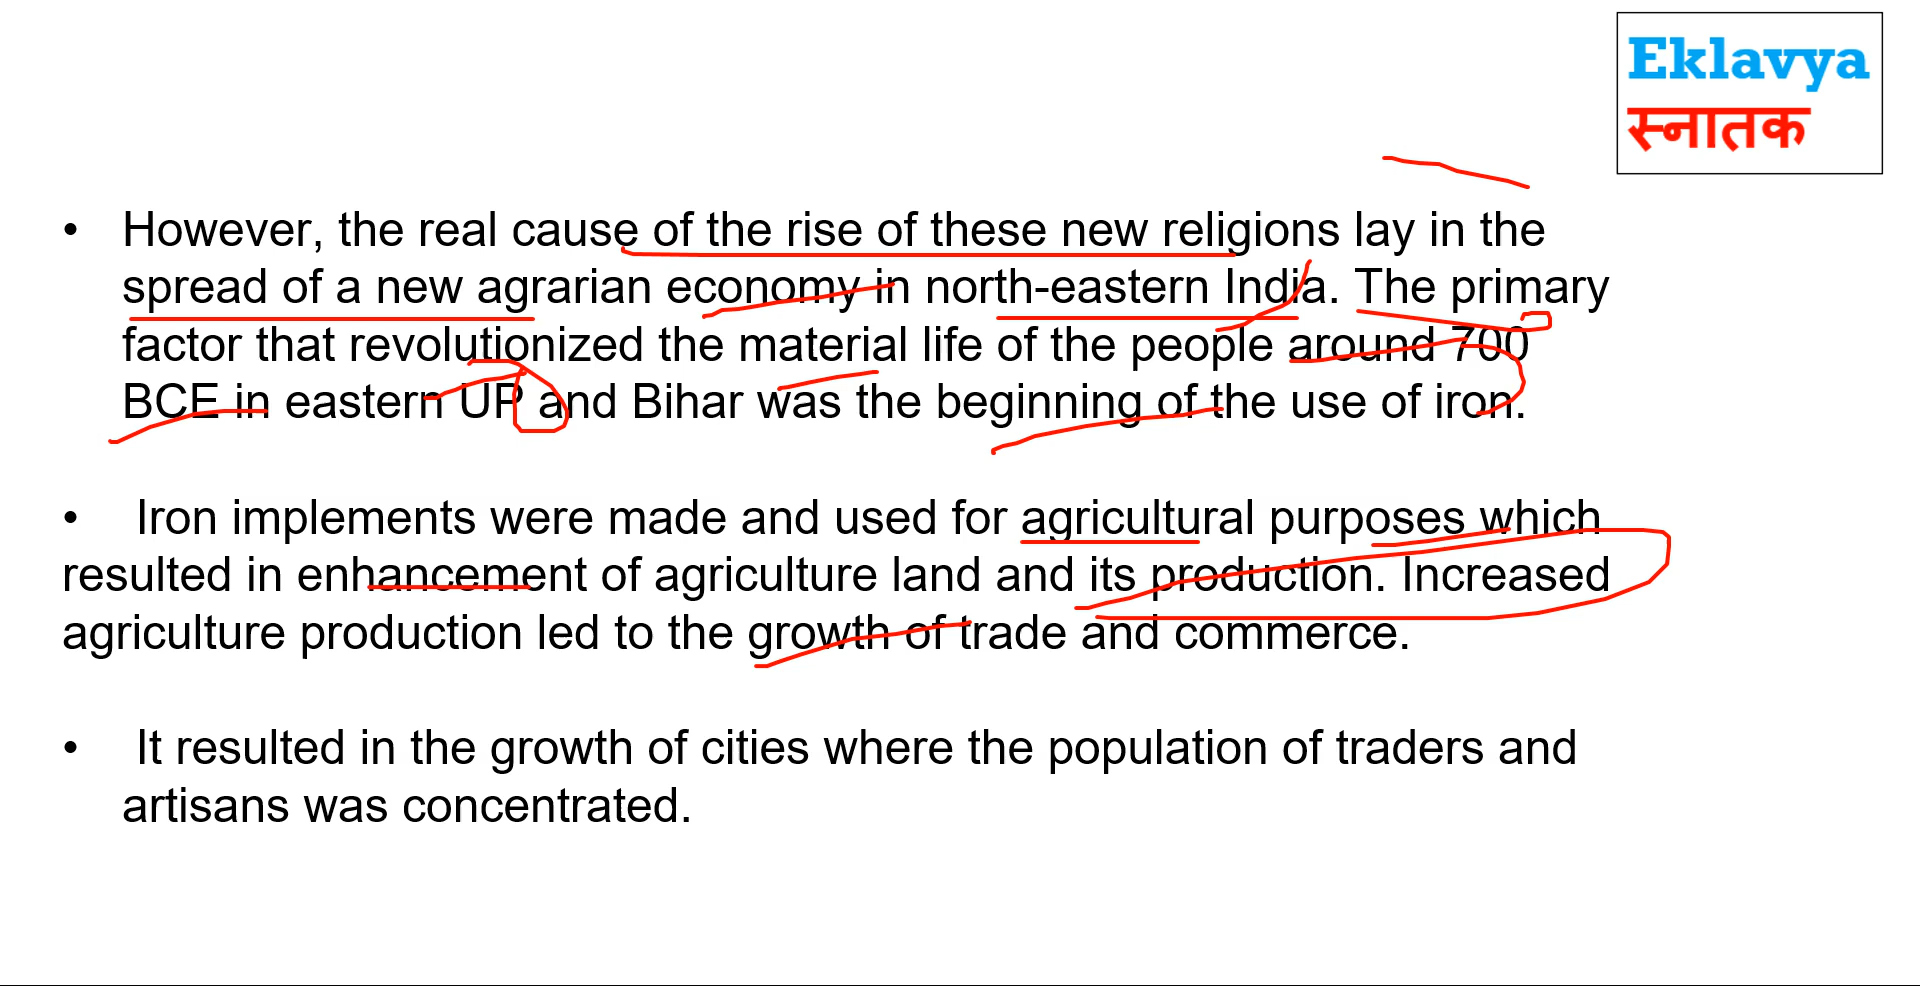 Eklavya
स्नातक
• However, the real cause of the rise of these new religions lay in the
spread of a new agrarian economy in north-eastern India. The primary
factor that revolutionized the material life of the people around 700
BCE in eastern UP and Bihar was the beginning of the use of iron.
• Iron implements were made and used for agricultural purposes which
resulted in enhancement of agriculture land and its production. Increased
agriculture production led to the growth of trade and commerce.
• It resulted in the growth of cities where the population of traders and
artisans was concentrated.